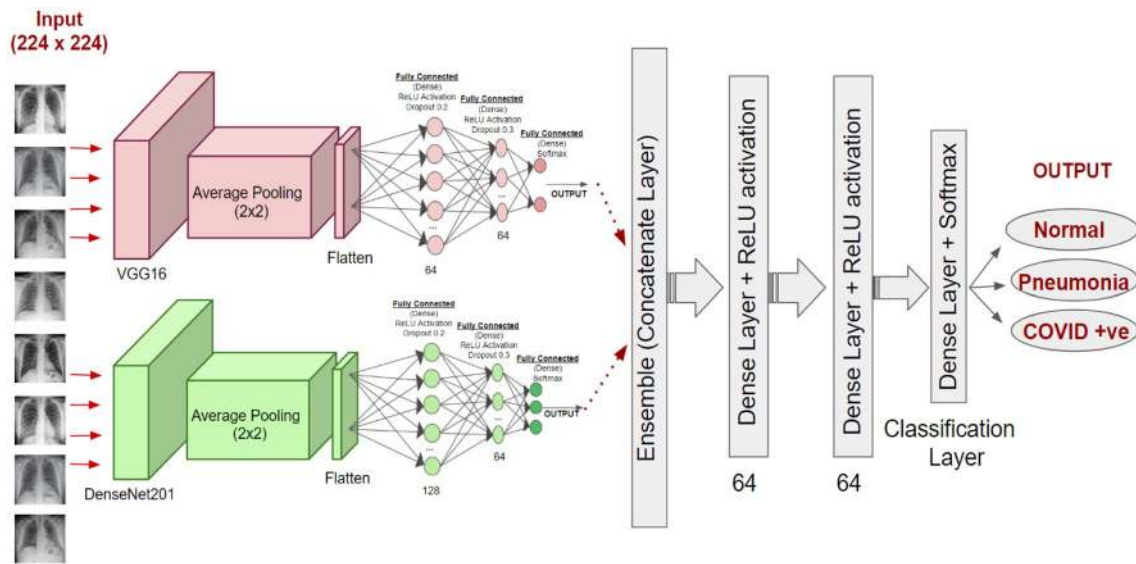 Input
(224 x 224)
VGG16
Average Pooling
(2x2)
Flatten
Fully Connected
(Dense)
ReLU Activation
Dropout 0.2
...
64
Fully Connected
(Dense)
ReLU Activation
Dropout 0.3
...
64
Fully Connected
(Dense)
Softmax
OUTPUT
DenseNet201
Average Pooling
(2x2)
Flatten
Fully Connected
(Dense)
ReLU Activation
Dropout 0.2
...
128
Fully Connected
(Dense)
ReLU Activation
Dropout 0.3
...
64
Fully Connected
(Dense)
Softmax
OUTPUT
Ensemble (Concatenate Layer)
Dense Layer + ReLU activation
64
Dense Layer + ReLU activation
64
Dense Layer + Softmax
Classification
Layer
OUTPUT
Normal
Pneumonia
COVID +ve